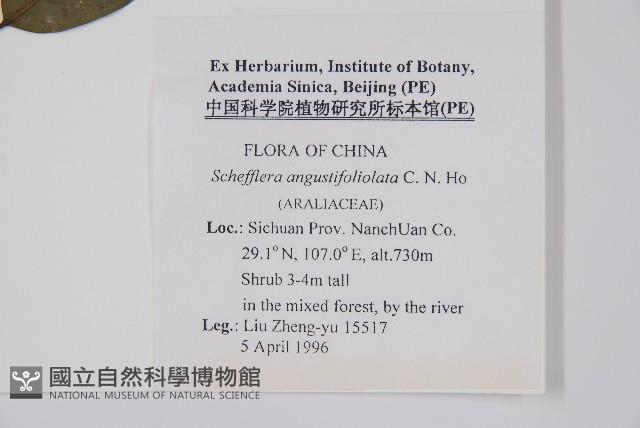 Ex Herbarium, Institute of Botany,
Academia Sinica, Beijing (PE)
中国科学院植物研究所标本馆(PE)
FLORA OF CHINA
Schefflera angustifoliolata C. N. Ho
(ARALIACEAE)
Loc.: Sichuan Prov. NanchUan Co.
29.1°N, 107.0°E, alt.730m
Shrub 3-4m tall
in the mixed forest, by the river
Leg.: Liu Zheng-yu 15517
5 April 1996
國立自然科學博物館
NATIONAL MUSEUM OF NATURAL SCIENCE